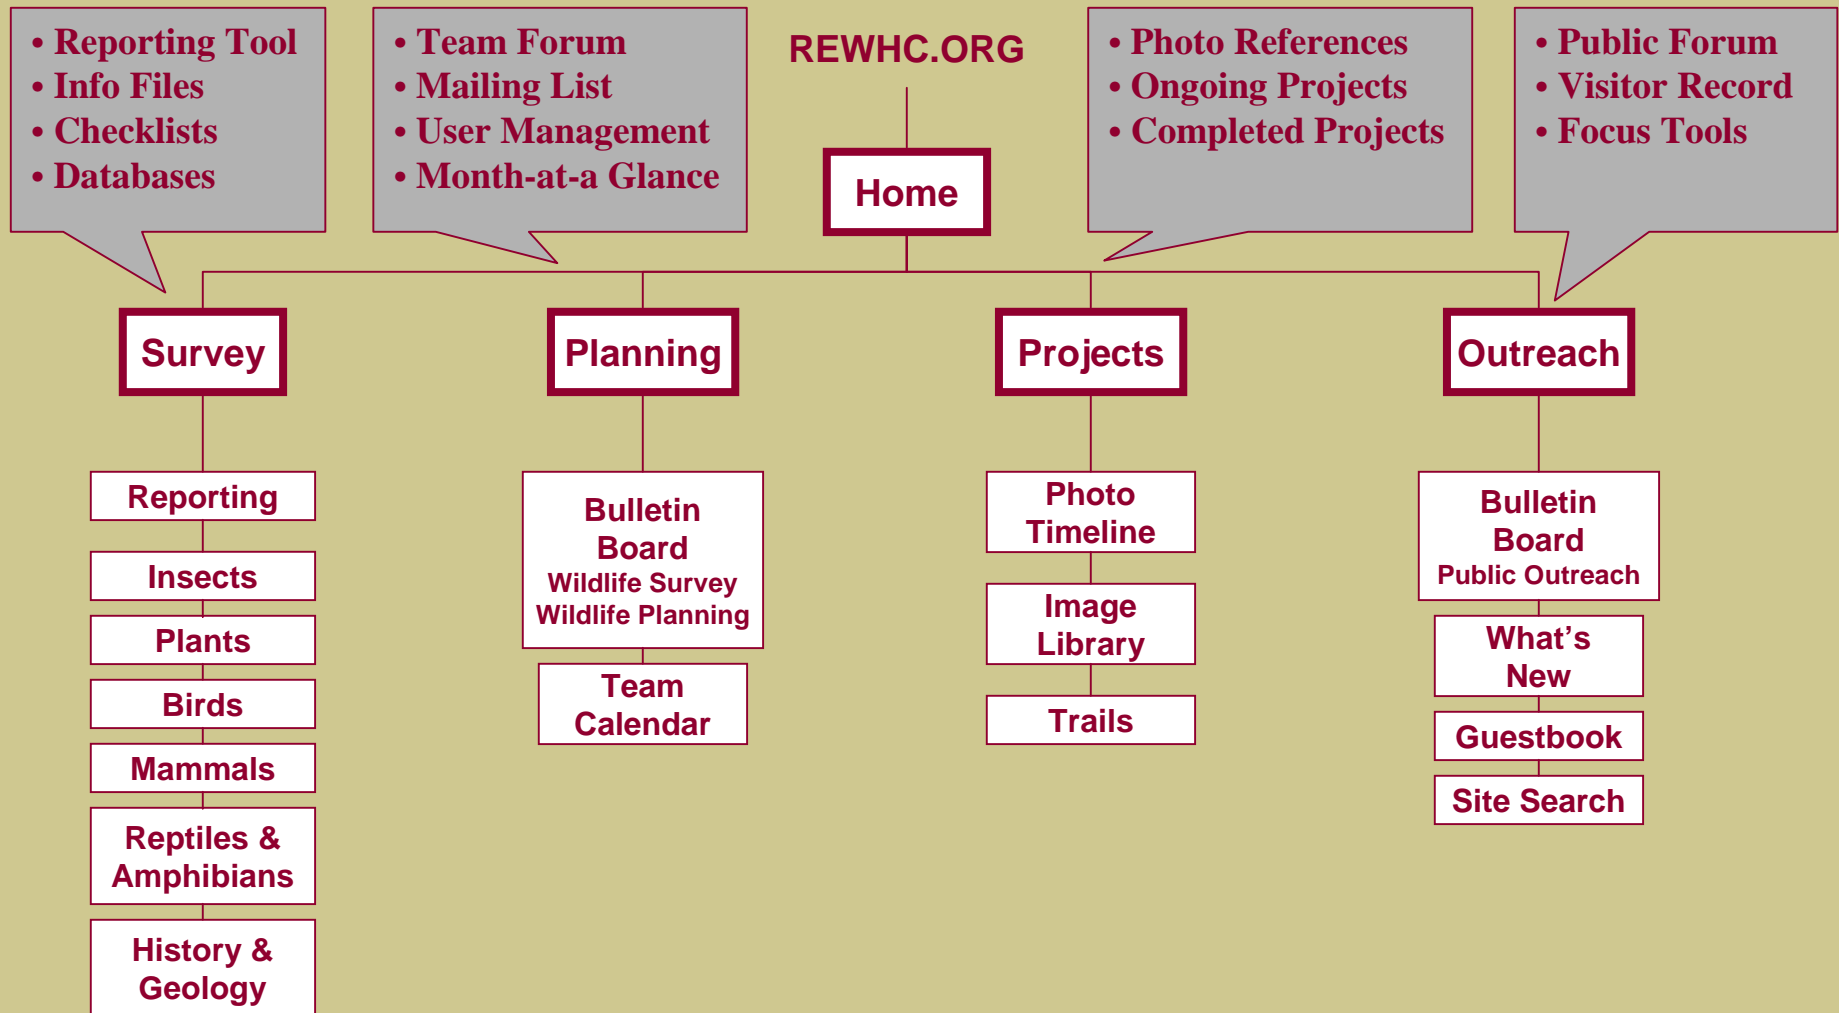 • Reporting Tool
• Info Files
• Checklists
• Databases
• Team Forum
• Mailing List
• User Management
• Month-at-a Glance
REWHC.ORG
• Photo References
• Ongoing Projects
• Completed Projects
• Public Forum
• Visitor Record
• Focus Tools
Home
Survey
Planning
Projects
Outreach
Reporting
Insects
Plants
Birds
Mammals
Reptiles &
Amphibians
History &
Geology
Bulletin
Board
Wildlife Survey
Wildlife Planning
Team
Calendar
Photo
Timeline
Image
Library
Trails
Bulletin
Board
Public Outreach
What’s
New
Guestbook
Site Search